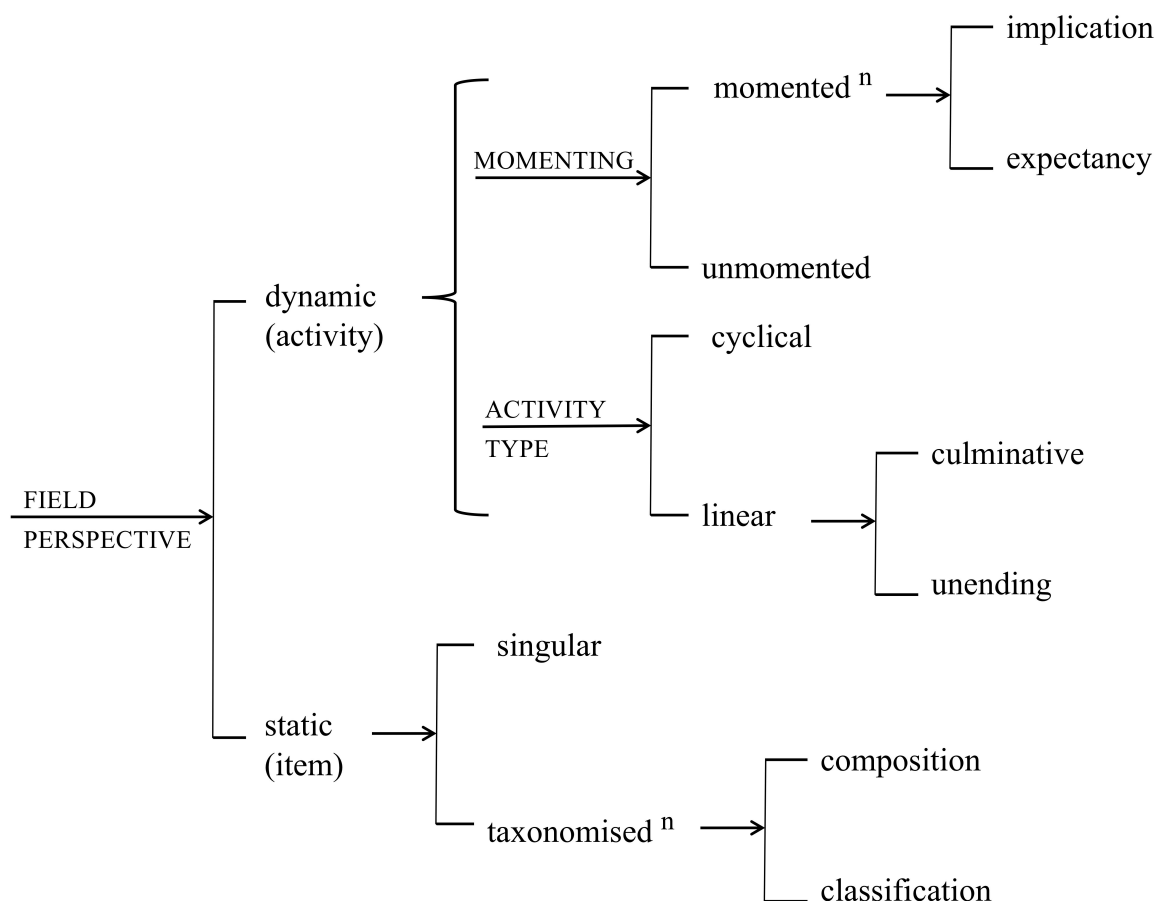 implication
momented n
MOMENTING
expectancy
unmomented
dynamic
(activity)
cyclical
ACTIVITY
TYPE
culminative
linear
FIELD
PERSPECTIVE
unending
singular
static
(item)
composition
taxonomised n
classification